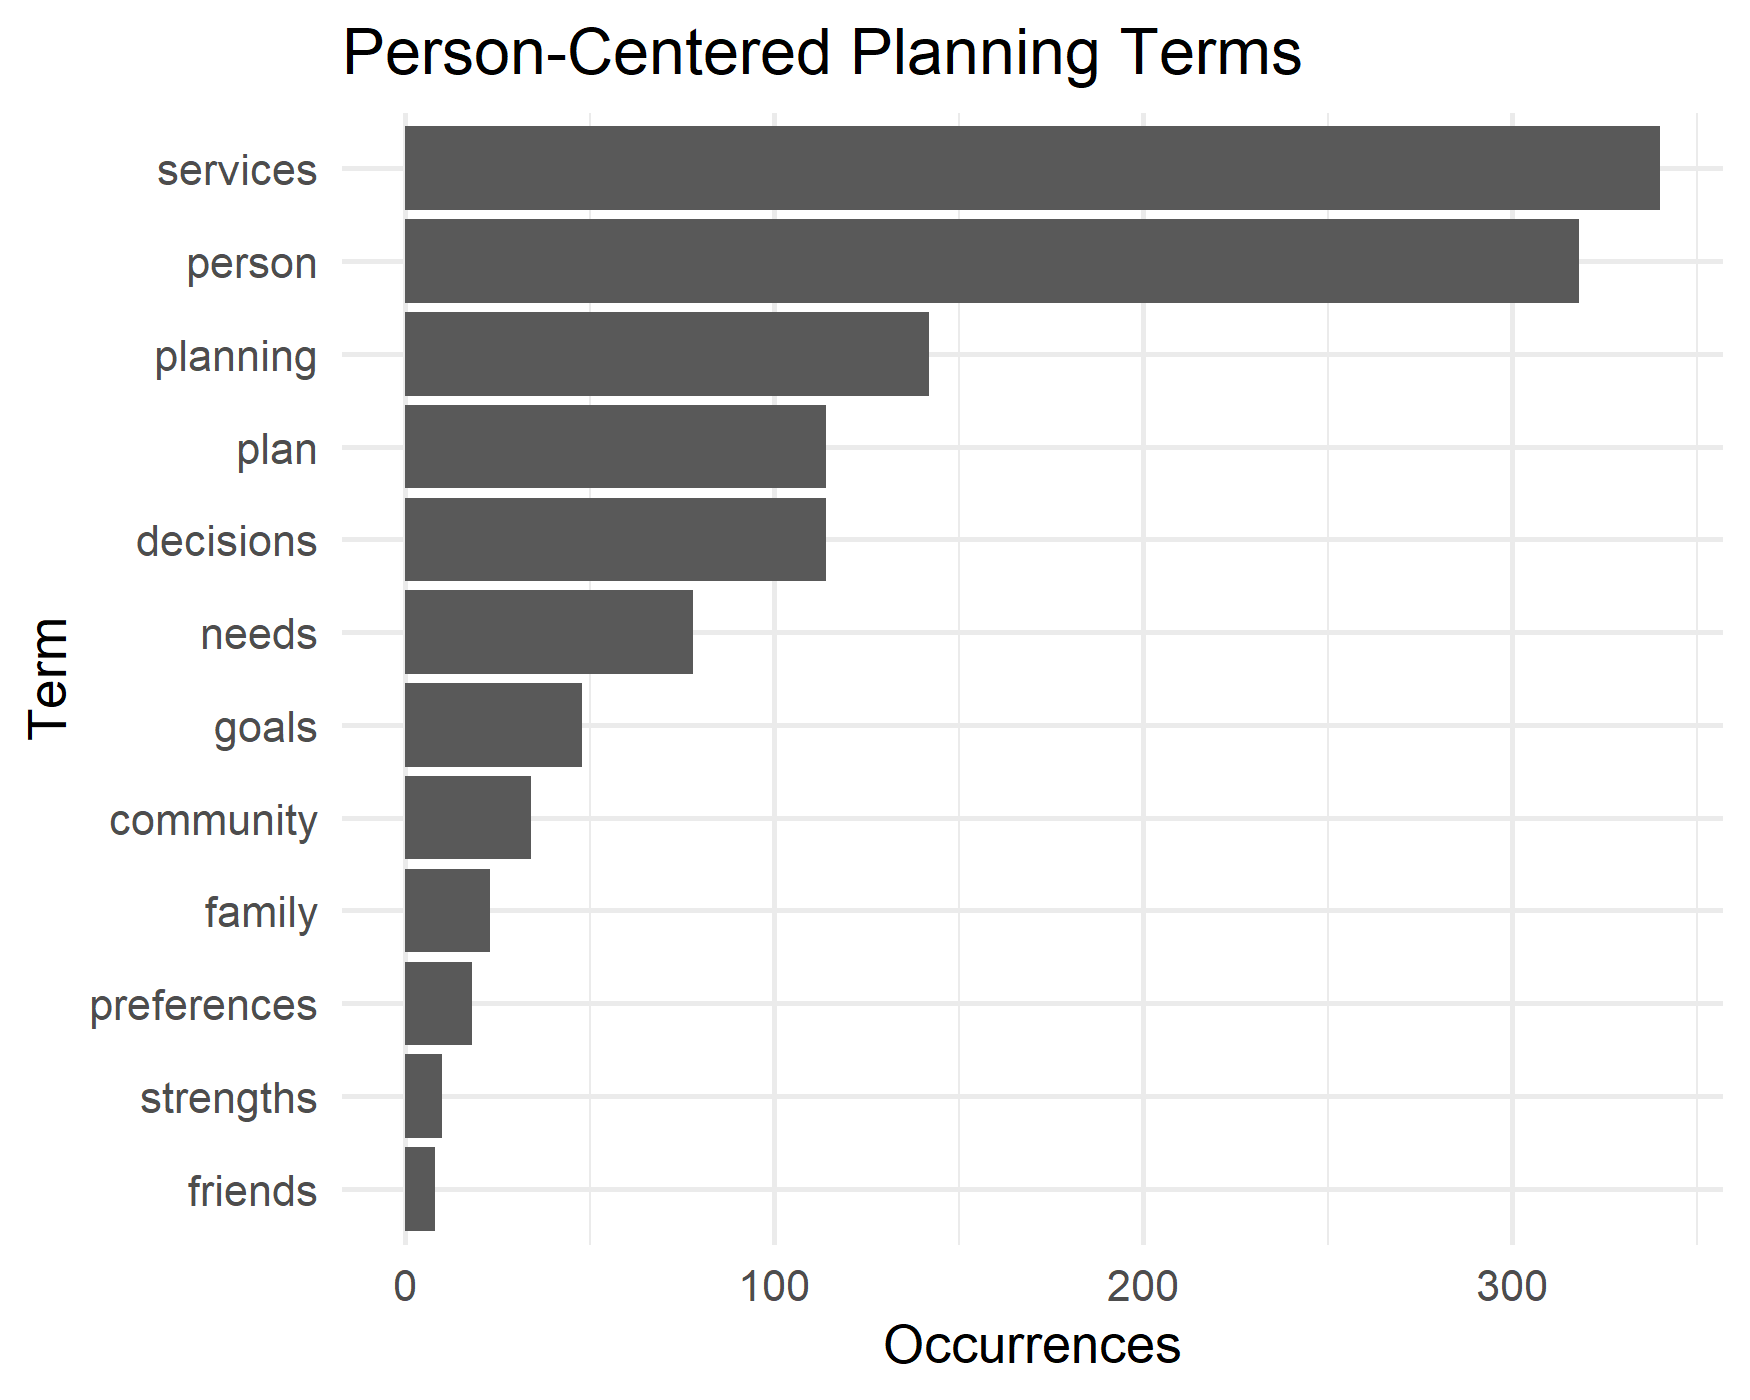 Person-Centered Planning Terms
services
person
planning
plan
decisions
needs
goals
community
family
preferences
strengths
friends
Term
0 100 200 300
Occurrences